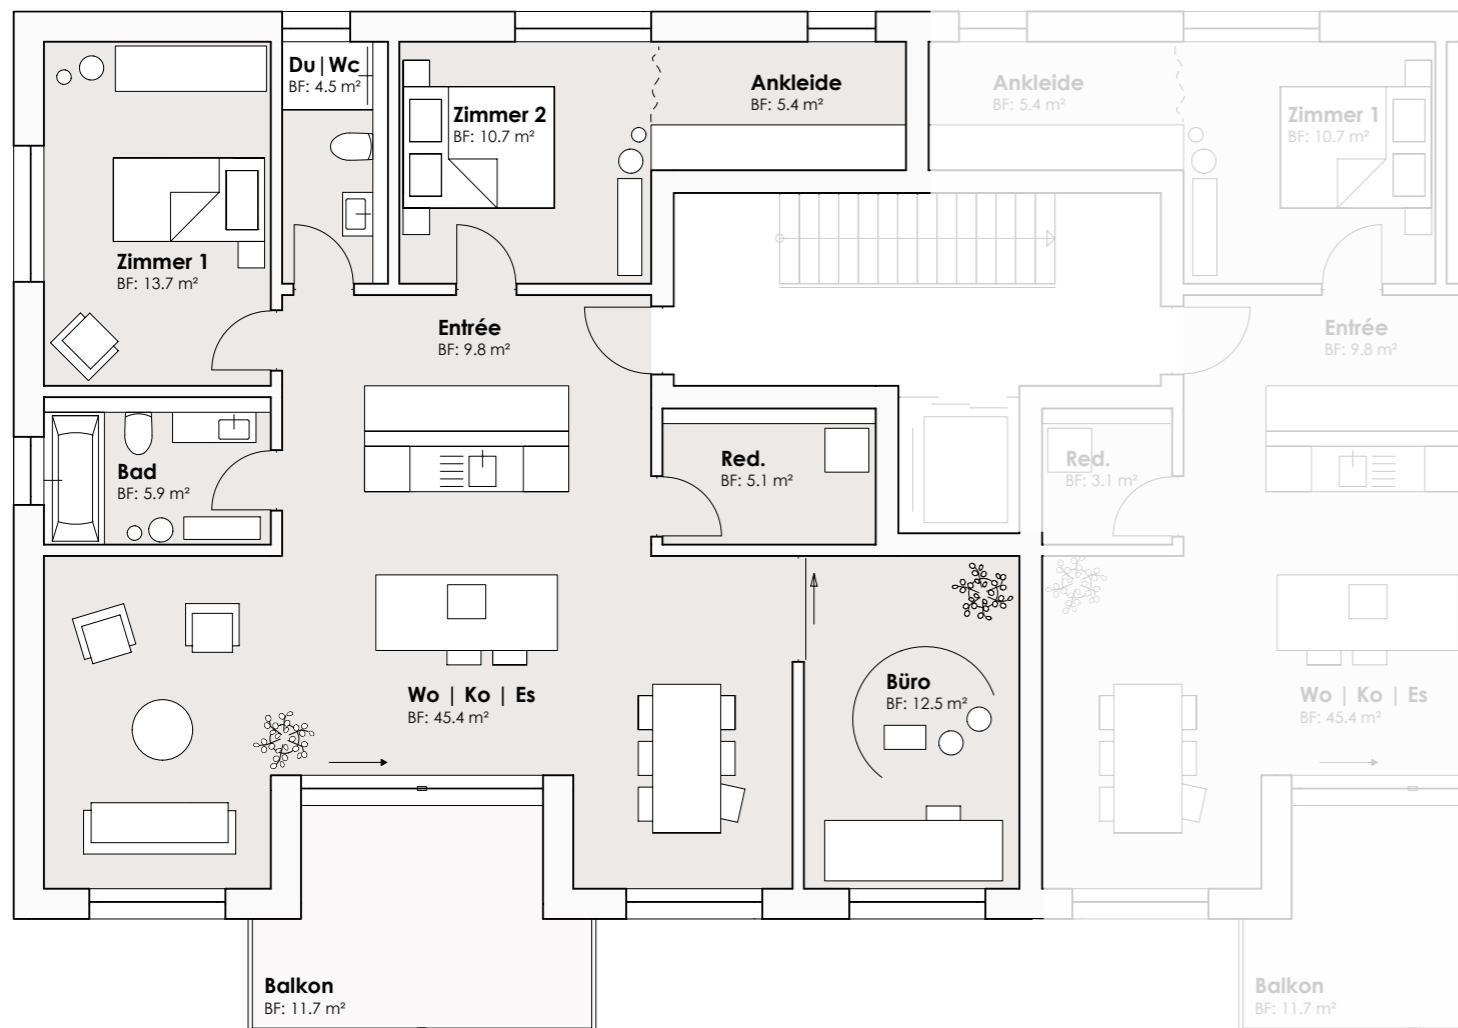 Du|Wc
BF: 4.5 m²
Ankleide
BF: 5.4 m²
Ankleide
BF: 5.4 m²
Zimmer 2
BF: 10.7 m²
Zimmer 1
BF: 10.7 m²
Zimmer 1
BF: 13.7 m²
Entrée
BF: 9.8 m²
Entrée
BF: 9.8 m²
Bad
BF: 5.9 m²
Red.
BF: 5.1 m²
Red.
BF: 3.1 m²
Wo | Ko | Es
BF: 45.4 m²
Büro
BF: 12.5 m²
Wo | Ko | Es
BF: 45.4 m²
Balkon
BF: 11.7 m²
Balkon
BF: 11.7 m²